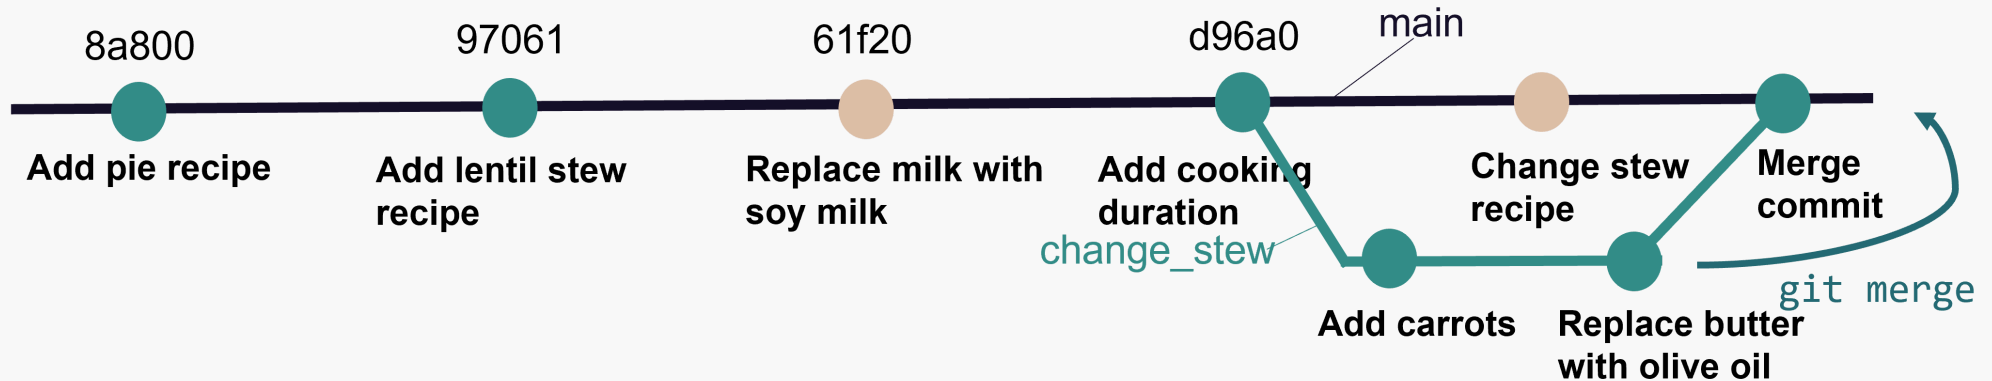 8a800
97061
61f20
d96a0
main
Add pie recipe
Add lentil stew
recipe
Replace milk with
soy milk
Add cooking
duration
Change stew
recipe
Merge
commit
change_stew
git merge
Add carrots
Replace butter
with olive oil